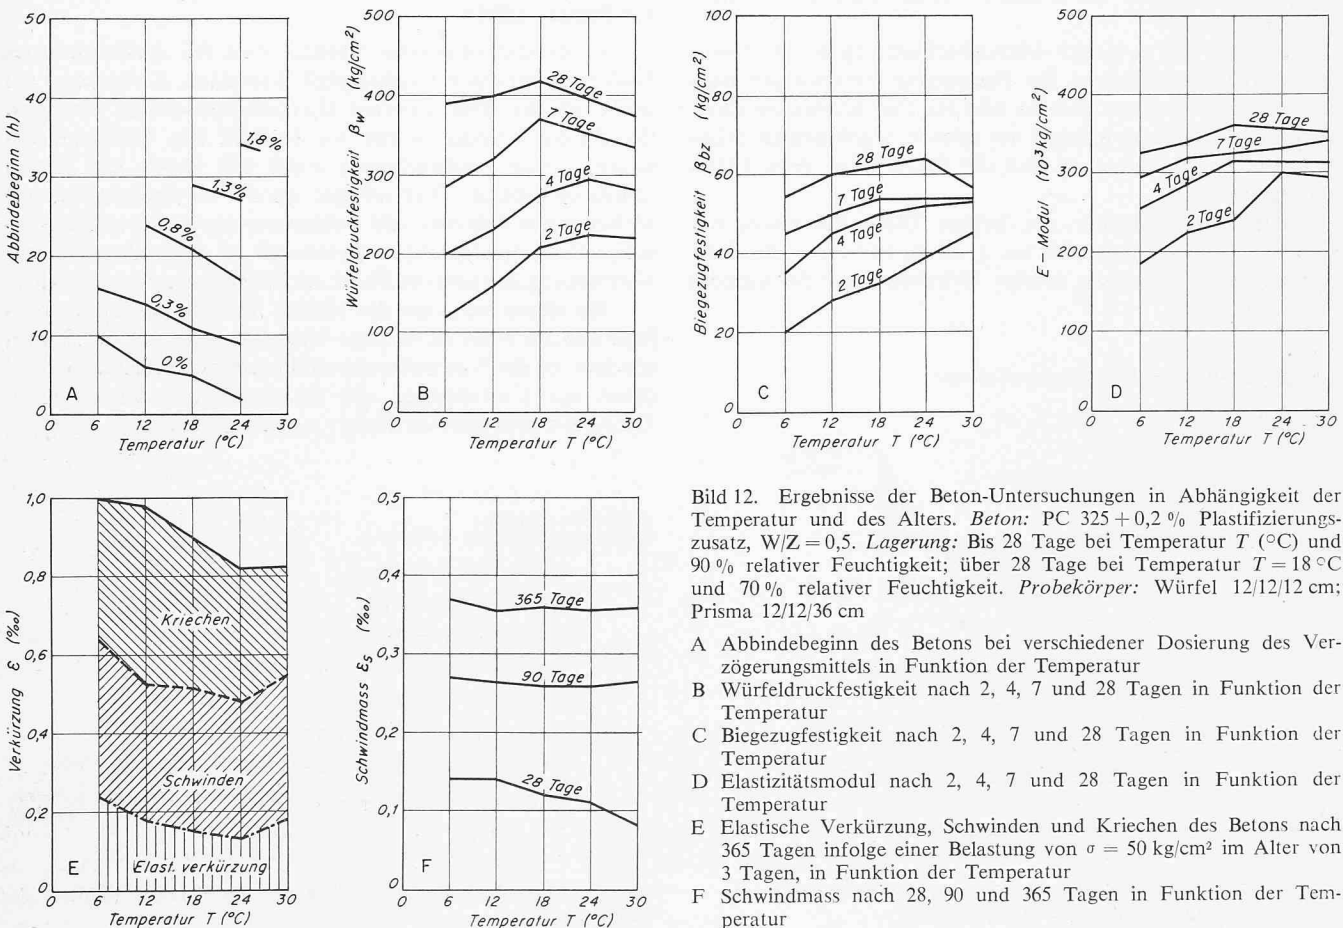 Abbindebeginn (h)
50
40
30
20
10
0
1,8%
1,3%
0,8%
0,3%
0%
A
0 6 12 18 24 30
Temperatur (°C)
Würfeldruckfestigkeit βw (kg/cm²)
500
400
300
200
100
0
28 Tage
7 Tage
4 Tage
2 Tage
B
0 6 12 18 24 30
Temperatur T (°C)
Biegezugfestigkeit βbz (kg/cm²)
100
80
60
40
20
0
28 Tage
7 Tage
4 Tage
2 Tage
C
0 6 12 18 24 30
Temperatur T (°C)
E – Modul (10³·kg/cm²)
500
400
300
200
100
0
28 Tage
7 Tage
4 Tage
2 Tage
D
0 6 12 18 24 30
Temperatur T (°C)
Verkürzung ε (‰)
1,0
0,8
0,6
0,4
0,2
0
Kriechen
Schwinden
Elast. verkürzung
E
0 6 12 18 24 30
Temperatur T (°C)
Schwindmass εs (‰)
0,5
0,4
0,3
0,2
0,1
0
365 Tage
90 Tage
28 Tage
F
0 6 12 18 24 30
Temperatur T (°C)
Bild 12. Ergebnisse der Beton-Untersuchungen in Abhängigkeit der
Temperatur und des Alters. Beton: PC 325 + 0,2 % Plastifizierungs-
zusatz, W/Z = 0,5. Lagerung: Bis 28 Tage bei Temperatur T (°C) und
90 % relativer Feuchtigkeit; über 28 Tage bei Temperatur T = 18 °C
und 70 % relativer Feuchtigkeit. Probekörper: Würfel 12/12/12 cm;
Prisma 12/12/36 cm
A Abbindebeginn des Betons bei verschiedener Dosierung des Ver-
zögerungsmittels in Funktion der Temperatur
B Würfeldruckfestigkeit nach 2, 4, 7 und 28 Tagen in Funktion der
Temperatur
C Biegezugfestigkeit nach 2, 4, 7 und 28 Tagen in Funktion der
Temperatur
D Elastizitätsmodul nach 2, 4, 7 und 28 Tagen in Funktion der
Temperatur
E Elastische Verkürzung, Schwinden und Kriechen des Betons nach
365 Tagen infolge einer Belastung von σ = 50 kg/cm² im Alter von
3 Tagen, in Funktion der Temperatur
F Schwindmass nach 28, 90 und 365 Tagen in Funktion der Tem-
peratur